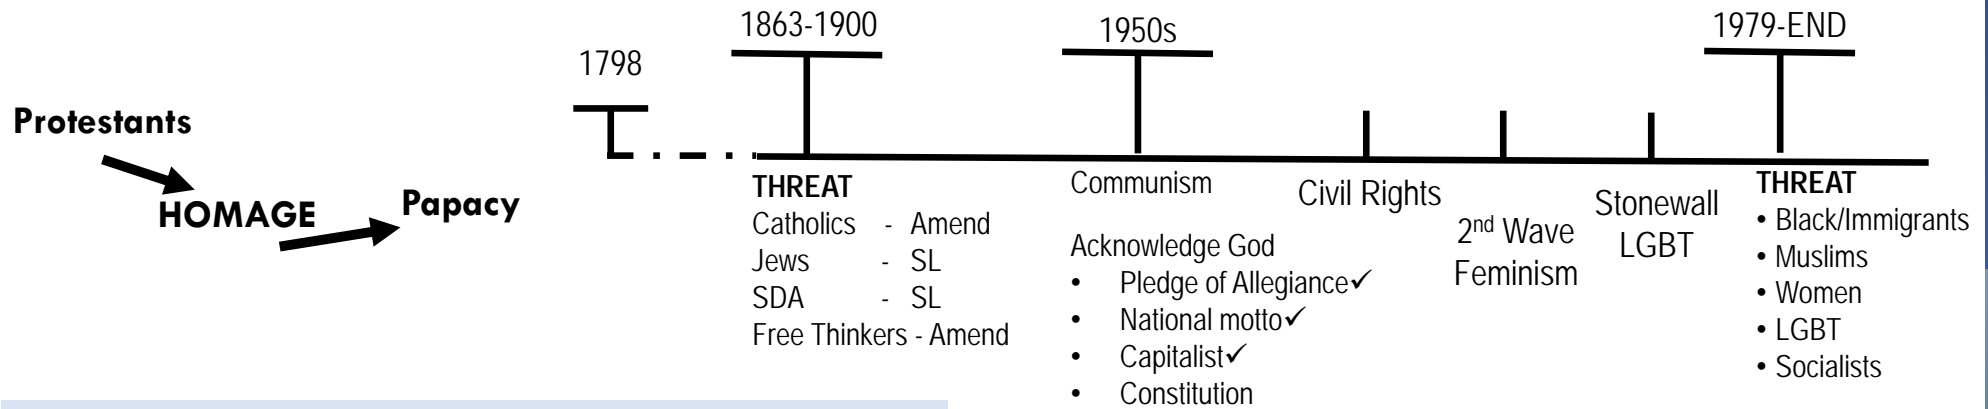 Protestants
HOMAGE
Papacy
1798
1863-1900
THREAT
Catholics - Amend
Jews - SL
SDA - SL
Free Thinkers - Amend
1950s
Communism
Acknowledge God
• Pledge of Allegiance✓
• National motto✓
• Capitalist✓
• Constitution
Civil Rights
2nd Wave
Feminism
Stonewall
LGBT
1979-END
THREAT
• Black/Immigrants
• Muslims
• Women
• LGBT
• Socialists